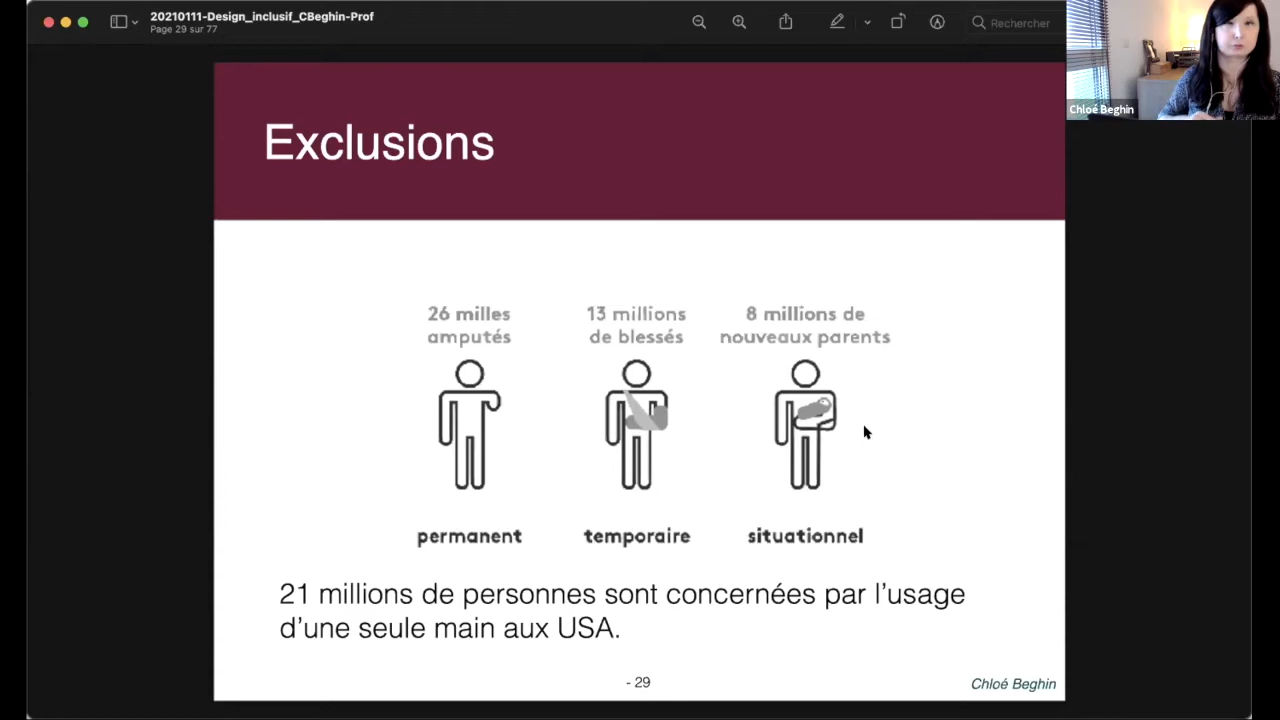 20210111-Design_inclusif_CBeghin-Prof
Page 29 sur 77
Rechercher
Chloé Beghin
Exclusions
26 milles
amputés
13 millions
de blessés
8 millions de
nouveaux parents
permanent
temporaire
situationnel
21 millions de personnes sont concernées par l’usage
d’une seule main aux USA.
- 29
Chloé Beghin